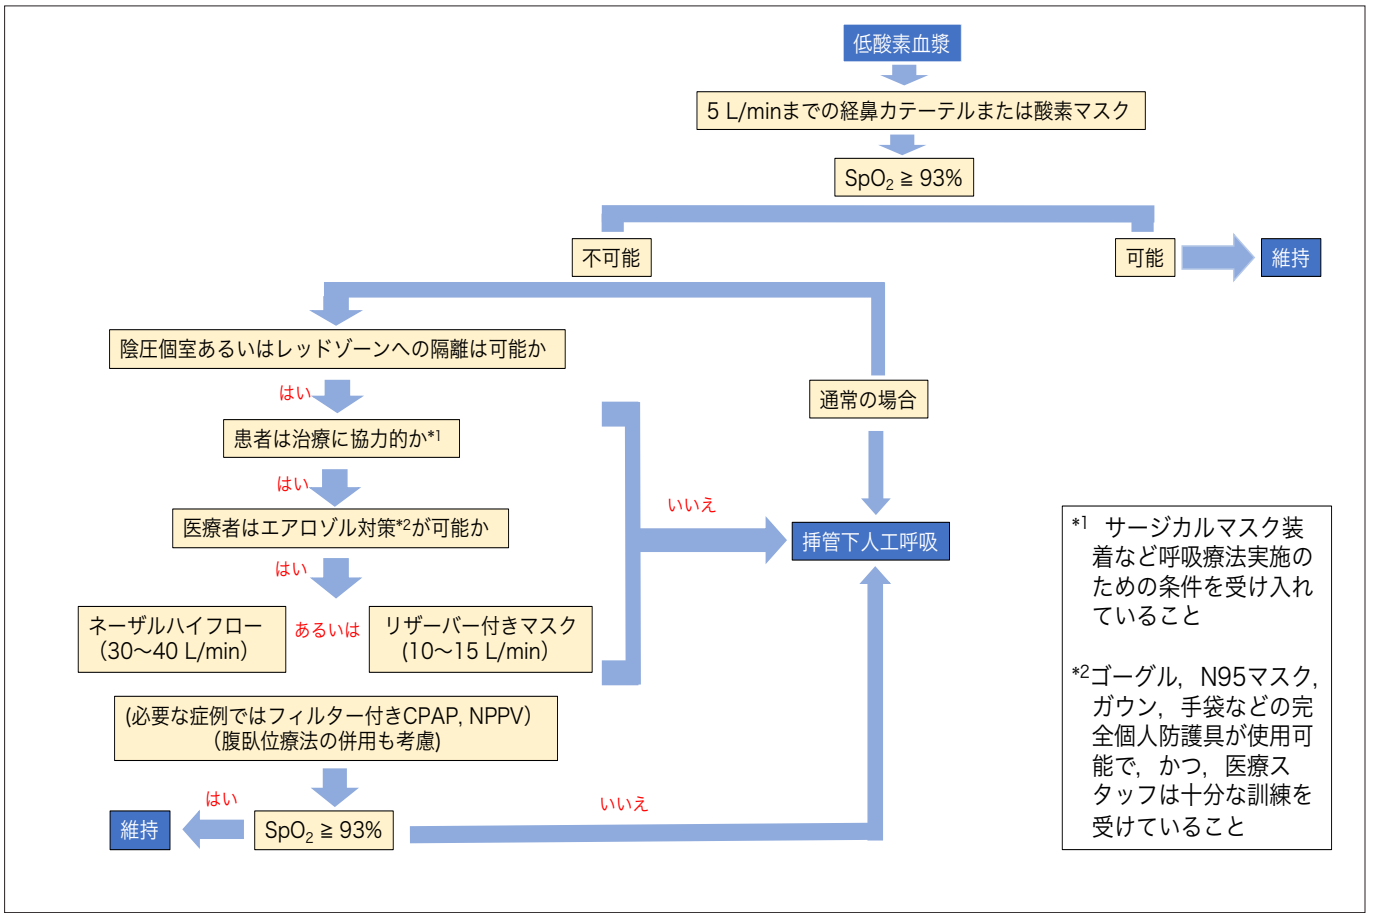 低酸素血漿
5 L/minまでの経鼻カテーテルまたは酸素マスク
SpO₂ ≧ 93%
不可能
可能
維持
陰圧個室あるいはレッドゾーンへの隔離は可能か
はい
通常の場合
患者は治療に協力的か*1
はい
いいえ
医療者はエアロゾル対策*2が可能か
挿管下人工呼吸
はい
ネーザルハイフロー
（30〜40 L/min）
あるいは
リザーバー付きマスク
(10〜15 L/min）
(必要な症例ではフィルター付きCPAP, NPPV）
（腹臥位療法の併用も考慮)
はい
いいえ
維持
SpO₂ ≧ 93%
*1 サージカルマスク装
着など呼吸療法実施の
ための条件を受け入れ
ていること
*2ゴーグル，N95マスク,
ガウン，手袋などの完
全個人防護具が使用可
能で，かつ，医療ス
タッフは十分な訓練を
受けていること